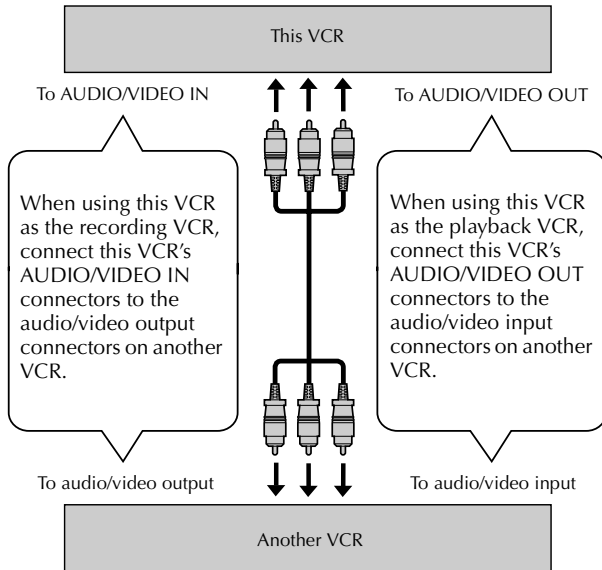 This VCR
To AUDIO/VIDEO IN
To AUDIO/VIDEO OUT
When using this VCR
as the recording VCR,
connect this VCR’s
AUDIO/VIDEO IN
connectors to the
audio/video output
connectors on another
VCR.
When using this VCR
as the playback VCR,
connect this VCR’s
AUDIO/VIDEO OUT
connectors to the
audio/video input
connectors on another
VCR.
To audio/video output
To audio/video input
Another VCR